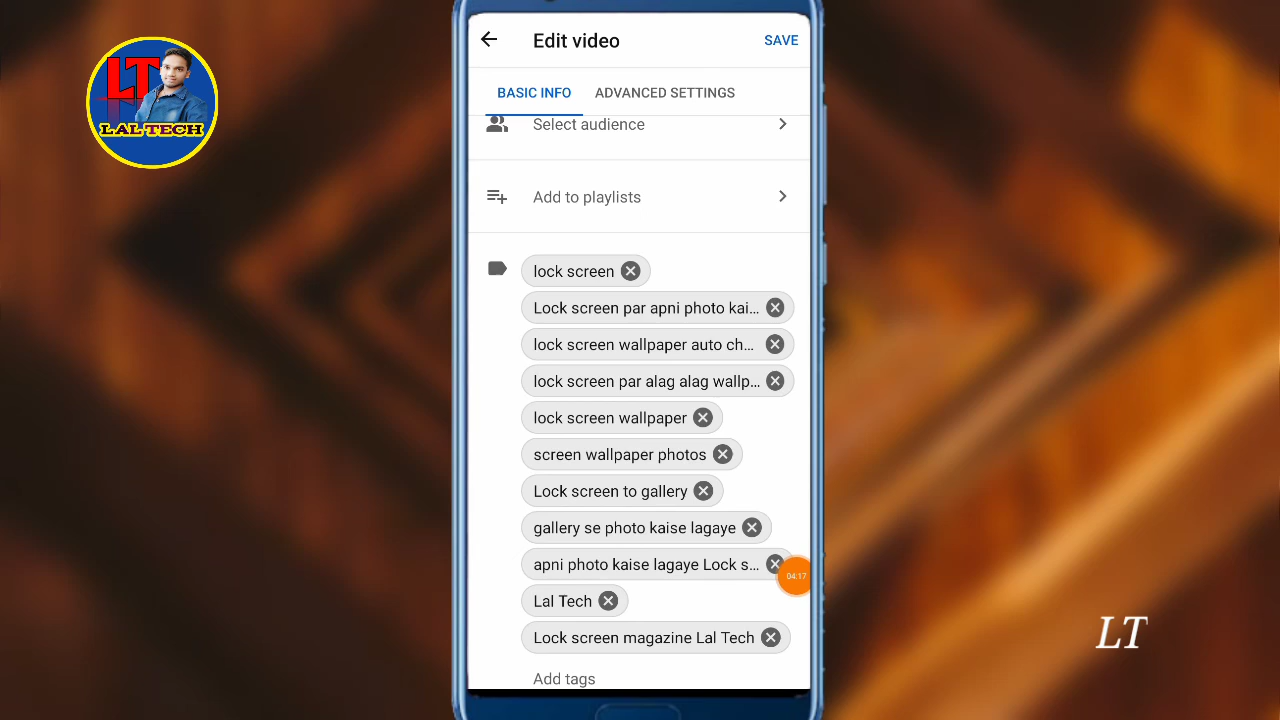 LT
LAL TECH
Edit video
SAVE
BASIC INFO
ADVANCED SETTINGS
Select audience
Add to playlists
lock screen
Lock screen par apni photo kai...
lock screen wallpaper auto ch...
lock screen par alag alag wallp...
lock screen wallpaper
screen wallpaper photos
Lock screen to gallery
gallery se photo kaise lagaye
apni photo kaise lagaye Lock s...
04:17
Lal Tech
Lock screen magazine Lal Tech
Add tags
LT